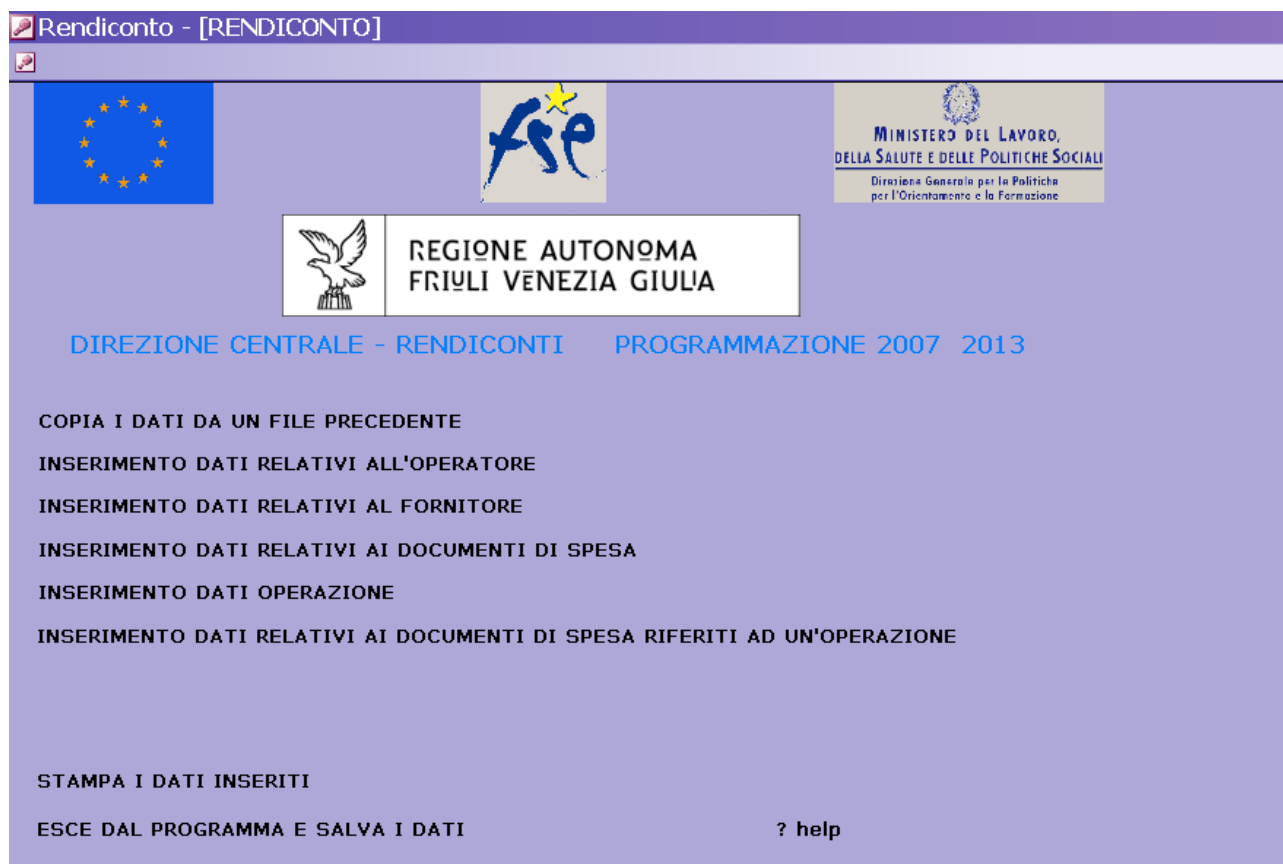 Rendiconto - [RENDICONTO]
fse
MINISTERO DEL LAVORO,
DELLA SALUTE E DELLE POLITICHE SOCIALI
Direzione Generale per le Politiche
per l'Orientamento e la Formazione
REGIONE AUTONOMA
FRIULI VENEZIA GIULIA
DIREZIONE CENTRALE - RENDICONTI PROGRAMMAZIONE 2007 2013
COPIA I DATI DA UN FILE PRECEDENTE
INSERIMENTO DATI RELATIVI ALL'OPERATORE
INSERIMENTO DATI RELATIVI AL FORNITORE
INSERIMENTO DATI RELATIVI AI DOCUMENTI DI SPESA
INSERIMENTO DATI OPERAZIONE
INSERIMENTO DATI RELATIVI AI DOCUMENTI DI SPESA RIFERITI AD UN'OPERAZIONE
STAMPA I DATI INSERITI
ESCE DAL PROGRAMMA E SALVA I DATI ? help